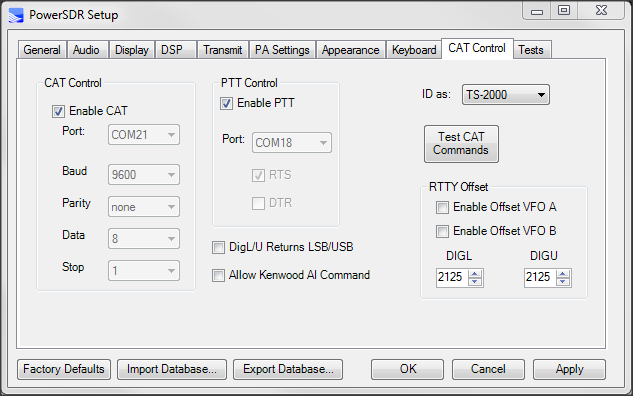 PowerSDR Setup
General Audio Display DSP Transmit PA Settings Appearance Keyboard CAT Control Tests
CAT Control
Enable CAT
Port: COM21
Baud 9600
Parity none
Data 8
Stop 1
PTT Control
Enable PTT
Port: COM18
RTS
DTR
DigL/U Returns LSB/USB
Allow Kenwood AI Command
ID as: TS-2000
Test CAT
Commands
RTTY Offset
Enable Offset VFO A
Enable Offset VFO B
DIGL DIGU
2125 2125
Factory Defaults Import Database... Export Database... OK Cancel Apply